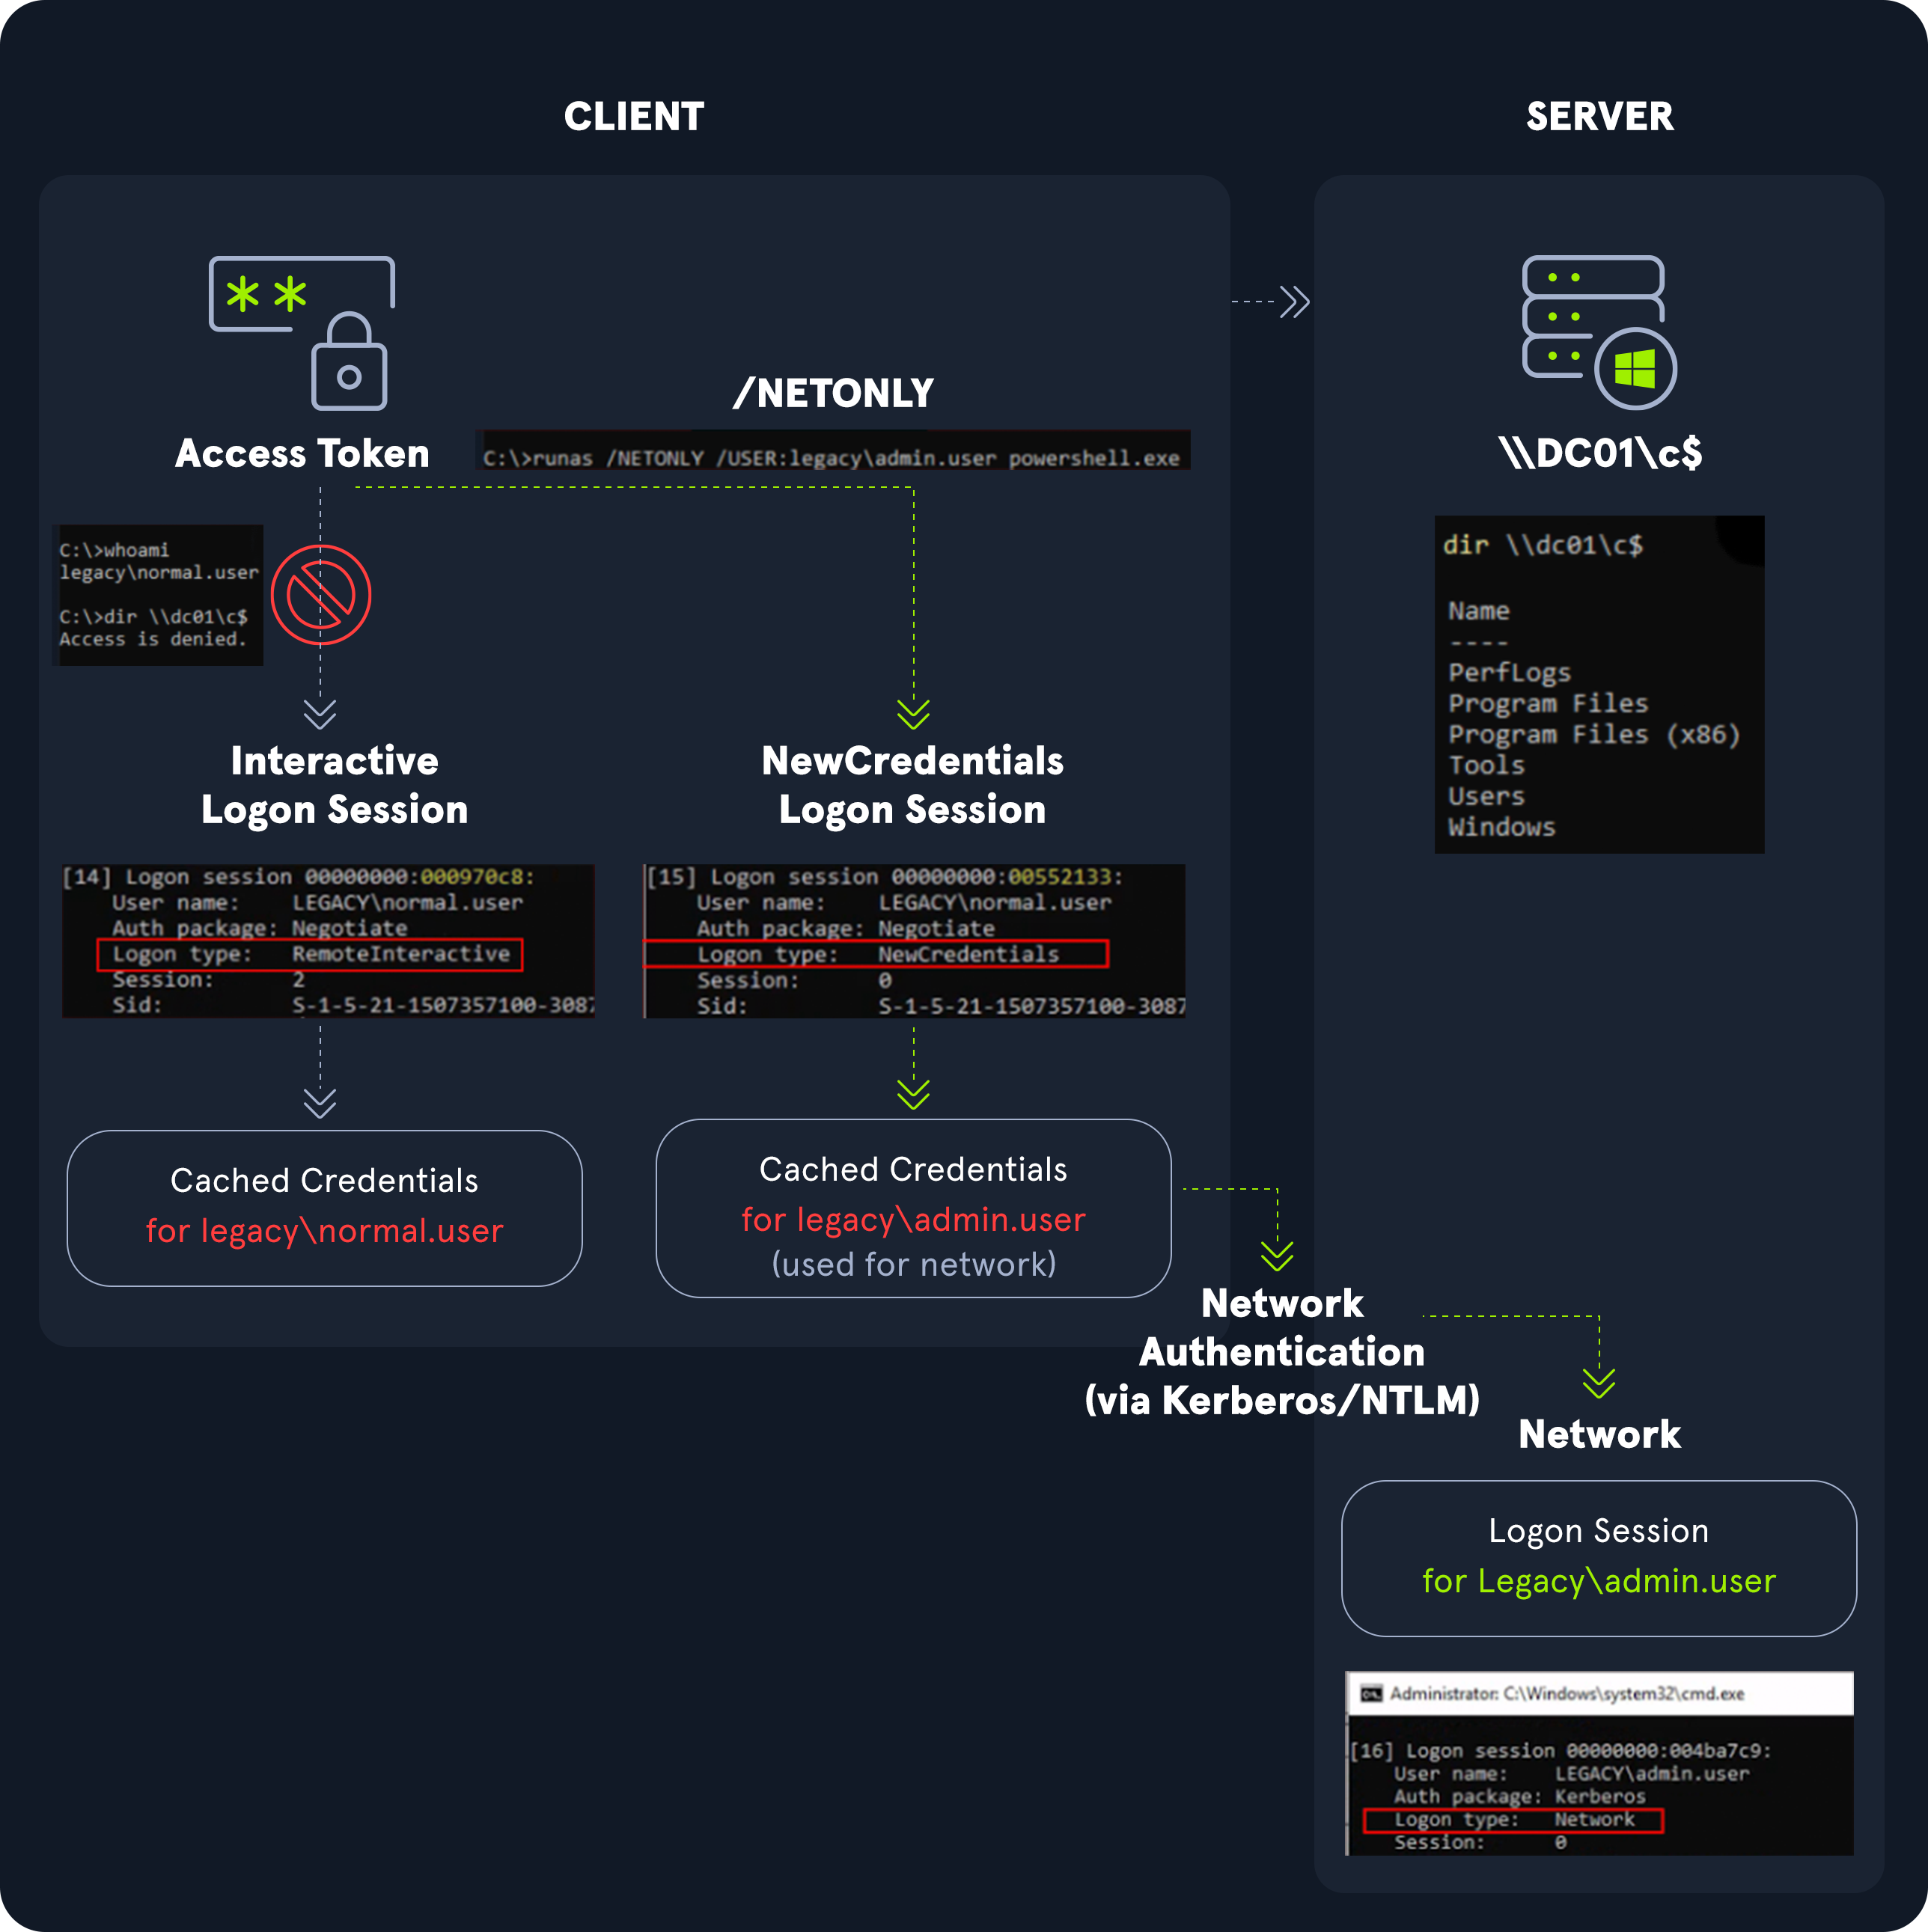 CLIENT
SERVER
* *
Access Token
/NETONLY
C:\>runas /NETONLY /USER:legacy\admin.user powershell.exe
C:\>whoami
legacy\normal.user
C:\>dir \\dc01\c$
Access is denied.
Interactive
Logon Session
[14] Logon session 00000000:000970c8:
User name: LEGACY\normal.user
Auth package: Negotiate
Logon type: RemoteInteractive
Session: 2
Sid: S-1-5-21-1507357100-3087
Cached Credentials
for legacy\normal.user
NewCredentials
Logon Session
[15] Logon session 00000000:00552133:
User name: LEGACY\normal.user
Auth package: Negotiate
Logon type: NewCredentials
Session: 0
Sid: S-1-5-21-1507357100-3087
Cached Credentials
for legacy\admin.user
(used for network)
Network
Authentication
(via Kerberos/NTLM)
\\DC01\c$
dir \\dc01\c$
Name
----
PerfLogs
Program Files
Program Files (x86)
Tools
Users
Windows
Network
Logon Session
for Legacy\admin.user
Administrator: C:\Windows\system32\cmd.exe
[16] Logon session 00000000:004ba7c9:
User name: LEGACY\admin.user
Auth package: Kerberos
Logon type: Network
Session: 0